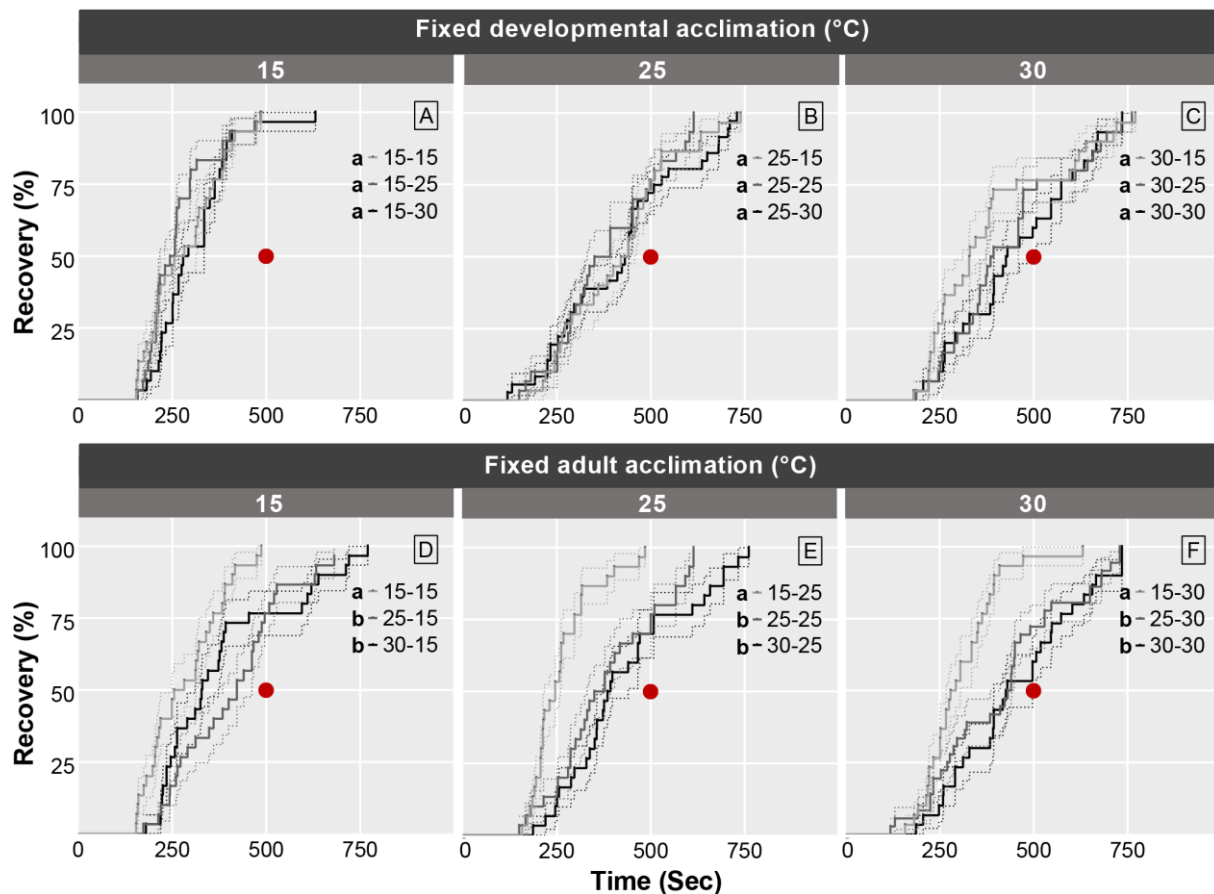 Fixed developmental acclimation (°C)
15
25
30
A
B
C
Recovery (%)
100
75
50
25
a 15-15
a 15-25
a 15-30
a 25-15
a 25-25
a 25-30
a 30-15
a 30-25
a 30-30
0 250 500 750
0 250 500 750
0 250 500 750
Fixed adult acclimation (°C)
15
25
30
D
E
F
Recovery (%)
100
75
50
25
a 15-15
b 25-15
b 30-15
a 15-25
b 25-25
b 30-25
a 15-30
b 25-30
b 30-30
0 250 500 750
0 250 500 750
0 250 500 750
Time (Sec)